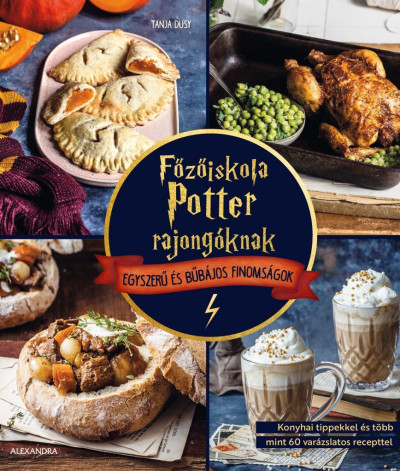 TANJA DUSY
Főzőiskola
Potter
rajongóknak
EGYSZERŰ ÉS BŰBÁJOS FINOMSÁGOK
Konyhai tippekkel és több
mint 60 varázslatos recepttel
ALEXANDRA